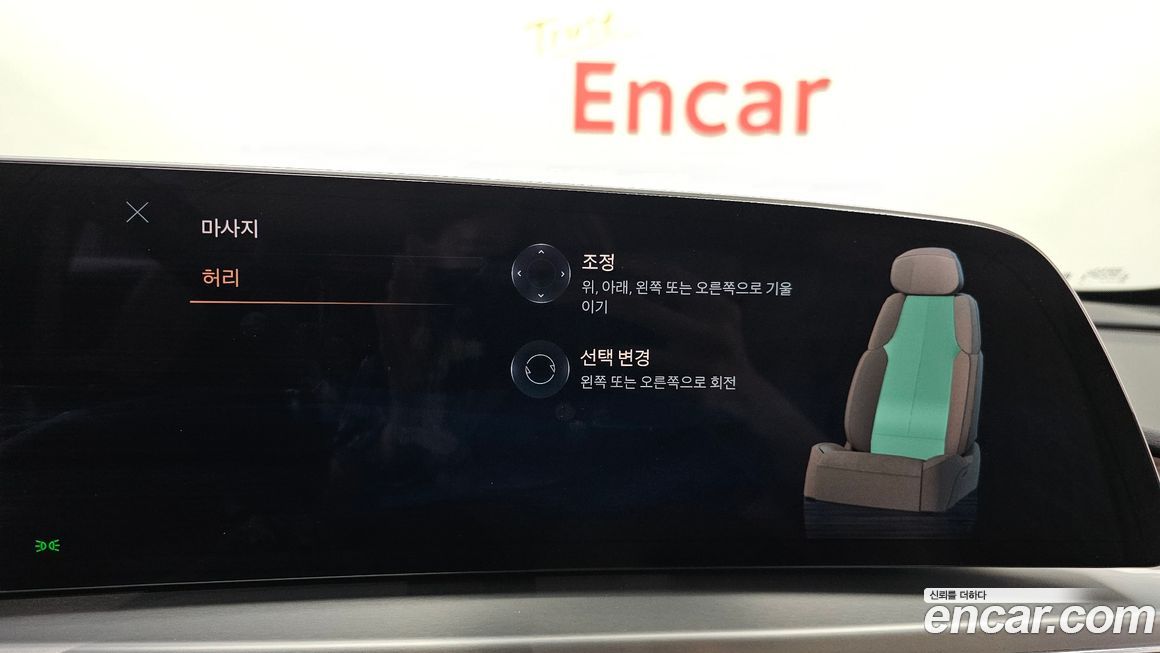 Trust
Encar
마사지
허리
조정
위, 아래, 왼쪽 또는 오른쪽으로 기울
이기
선택 변경
왼쪽 또는 오른쪽으로 회전
신뢰를 더하다
encar.com